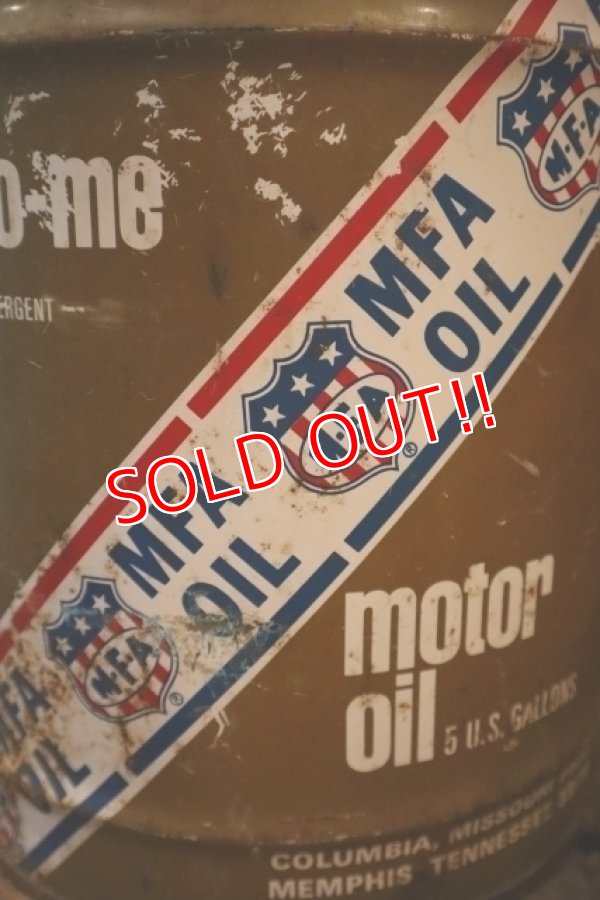 M·F·A
o-me
MFA
OIL
ERGENT
M·F·A
®
SOLD OUT!!
MFA
OIL
motor
oil 5 U.S. GALLONS
M·F·A
®
MFA
OIL
COLUMBIA, MISSOURI
MEMPHIS TENNESSEE